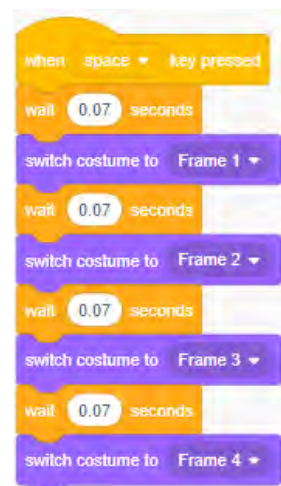 when space key pressed
wait 0.07 seconds
switch costume to Frame 1
wait 0.07 seconds
switch costume to Frame 2
wait 0.07 seconds
switch costume to Frame 3
wait 0.07 seconds
switch costume to Frame 4